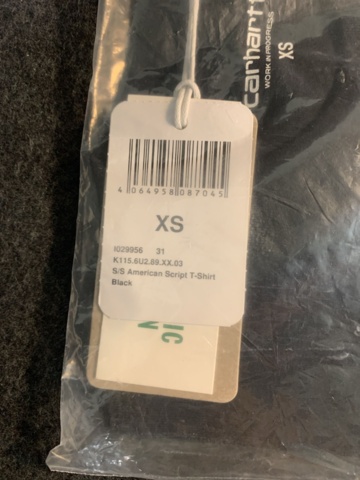 carhartt
WORK IN PROGRESS
XS
4 064958 087045
XS
I029956 31
K115.6U2.89.XX.03
S/S American Script T-Shirt
Black
IC
N